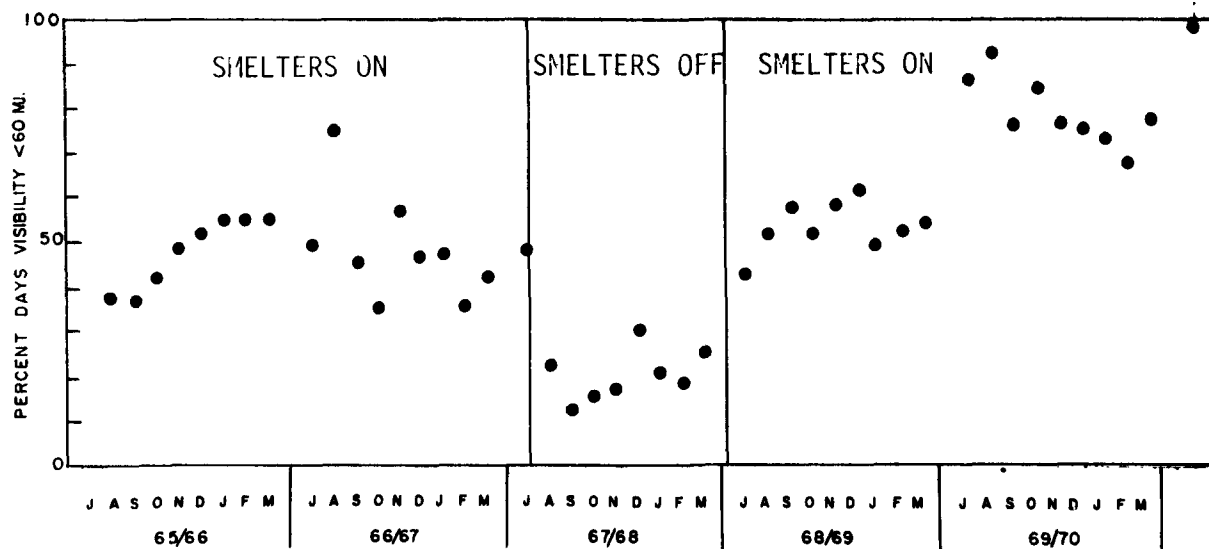 100
SMELTERS ON
SMELTERS OFF
SMELTERS ON
PERCENT DAYS VISIBILITY <60 MI.
50
0
J A S O N D J F M
J A S O N D J F M
J A S O N D J F M
J A S O N D J F M
J A S O N D J F M
65/66
66/67
67/68
68/69
69/70